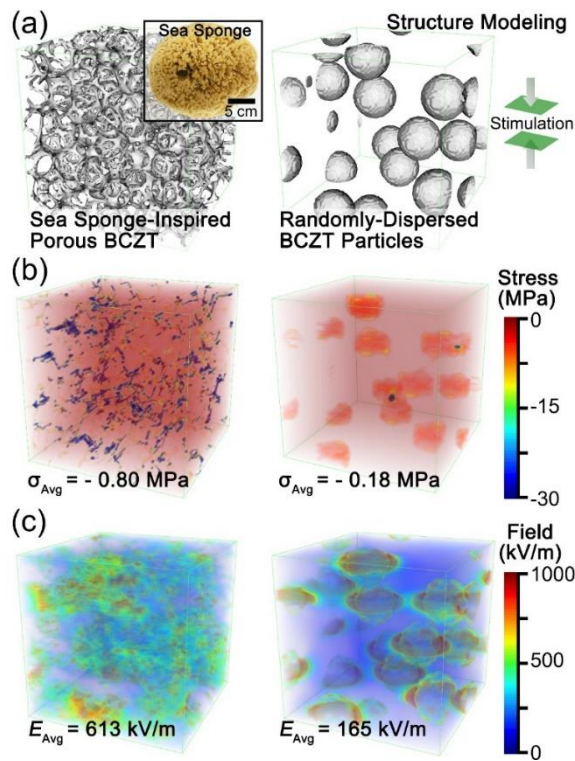 (a)
Sea Sponge
5 cm
Structure Modeling
Stimulation
Sea Sponge-Inspired
Porous BCZT
Randomly-Dispersed
BCZT Particles
(b)
Stress
(MPa)
0
-15
-30
σAvg = - 0.80 MPa
σAvg = - 0.18 MPa
(c)
Field
(kV/m)
1000
500
0
EAvg = 613 kV/m
EAvg = 165 kV/m